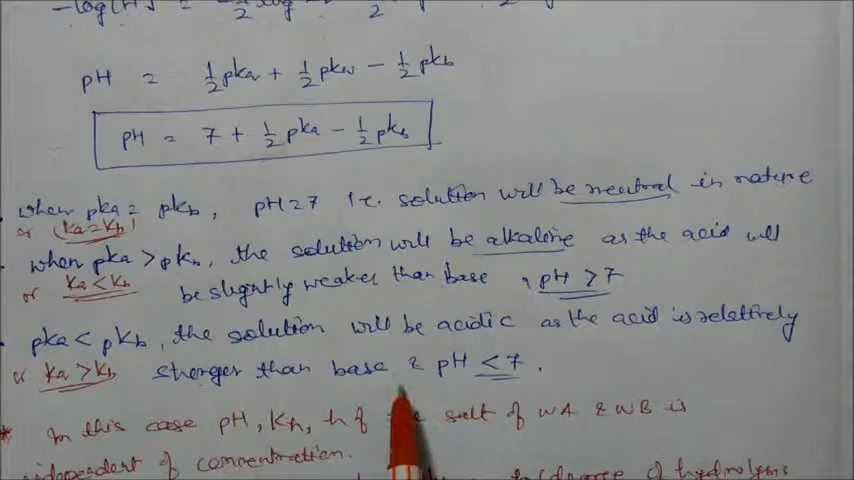 pH = ½pka + ½pkw − ½pkb
pH = 7 + ½pka − ½pkb
when pka = pkb, pH = 7 i.e. solution will be neutral in nature
or (ka=kb)
when pka > pkb, the solution will be alkaline as the acid will
or ka < kb be slightly weaker than base , pH > 7
pka < pkb, the solution will be acidic as the acid is relatively
or ka > kb stronger than base & pH < 7.
* In this case pH, Kh, h of salt of WA & WB is
independent of concentration.
degree of hydrolysis